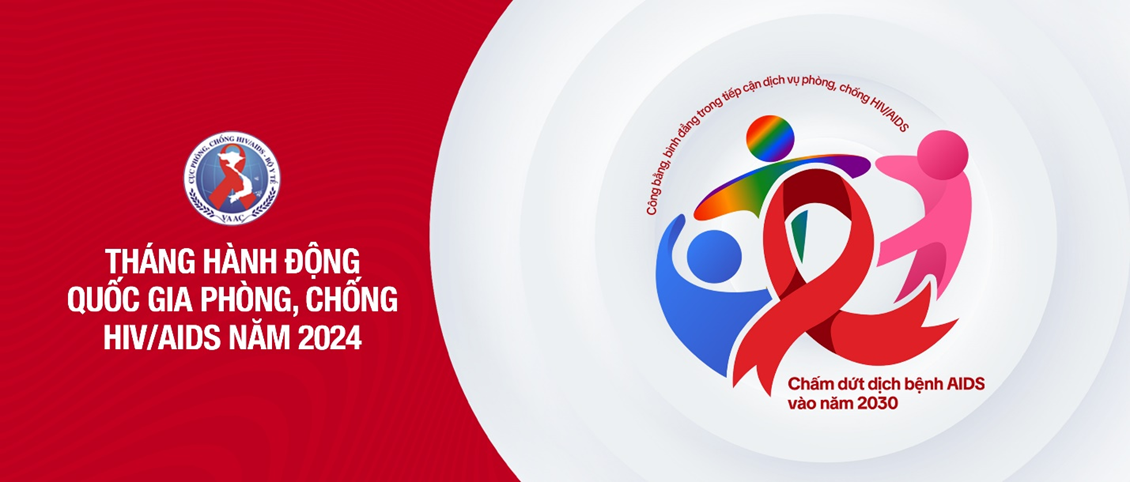 CỤC PHÒNG, CHỐNG HIV/AIDS - BỘ Y TẾ
VAAC
THÁNG HÀNH ĐỘNG
QUỐC GIA PHÒNG, CHỐNG
HIV/AIDS NĂM 2024
Công bằng, bình đẳng trong tiếp cận dịch vụ phòng, chống HIV/AIDS
Chấm dứt dịch bệnh AIDS
vào năm 2030